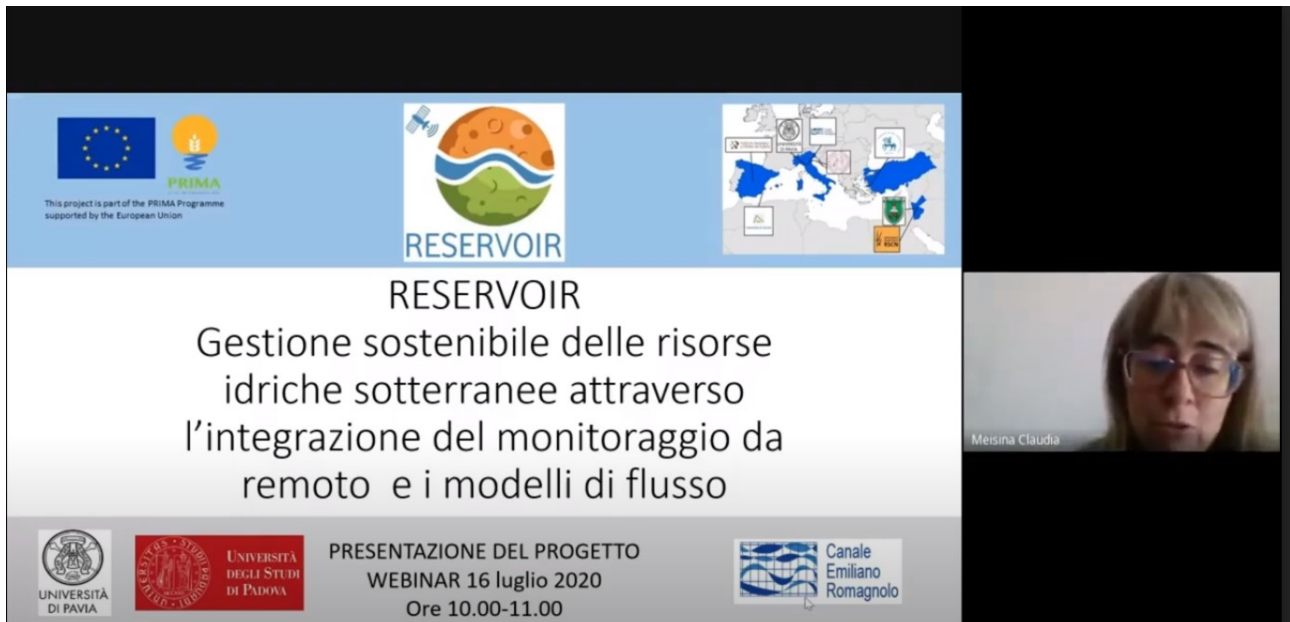 PRIMA
This project is part of the PRIMA Programme
supported by the European Union
RESERVOIR
RESERVOIR
Gestione sostenibile delle risorse
idriche sotterranee attraverso
l'integrazione del monitoraggio da
remoto e i modelli di flusso
Meisina Claudia
UNIVERSITÀ
DI PAVIA
UNIVERSITÀ
DEGLI STUDI
DI PADOVA
PRESENTAZIONE DEL PROGETTO
WEBINAR 16 luglio 2020
Ore 10.00-11.00
Canale
Emiliano
Romagnolo